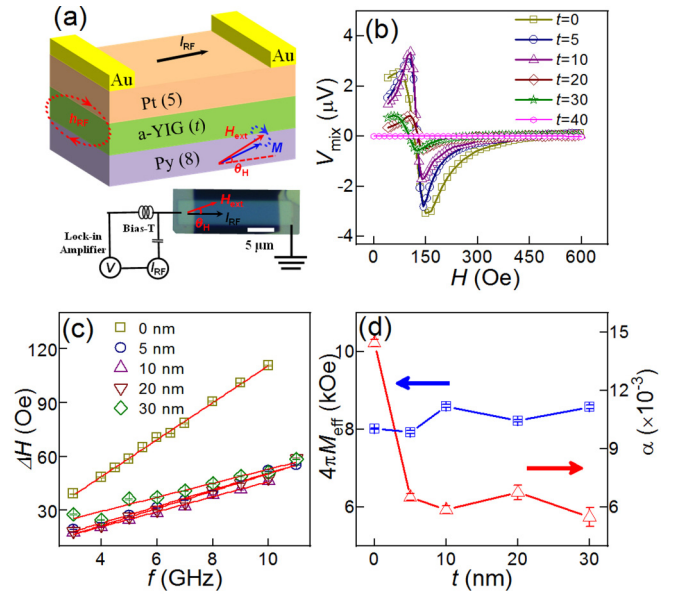 (a)
I_RF
Au
Au
h_RF
Pt (5)
a-YIG (t)
Py (8)
H_ext
M
θ_H
H_ext
θ_H
I_RF
5 μm
Bias-T
Lock-in
Amplifier
V
I_RF
(b)
t=0
t=5
t=10
t=20
t=30
t=40
V_mix (μV)
4
2
0
-2
-4
0 150 300 450 600
H (Oe)
(c)
0 nm
5 nm
10 nm
20 nm
30 nm
ΔH (Oe)
120
90
60
30
4 6 8 10
f (GHz)
(d)
4πM_eff (kOe)
10
8
6
α (×10⁻³)
15
12
9
6
0 10 20 30
t (nm)